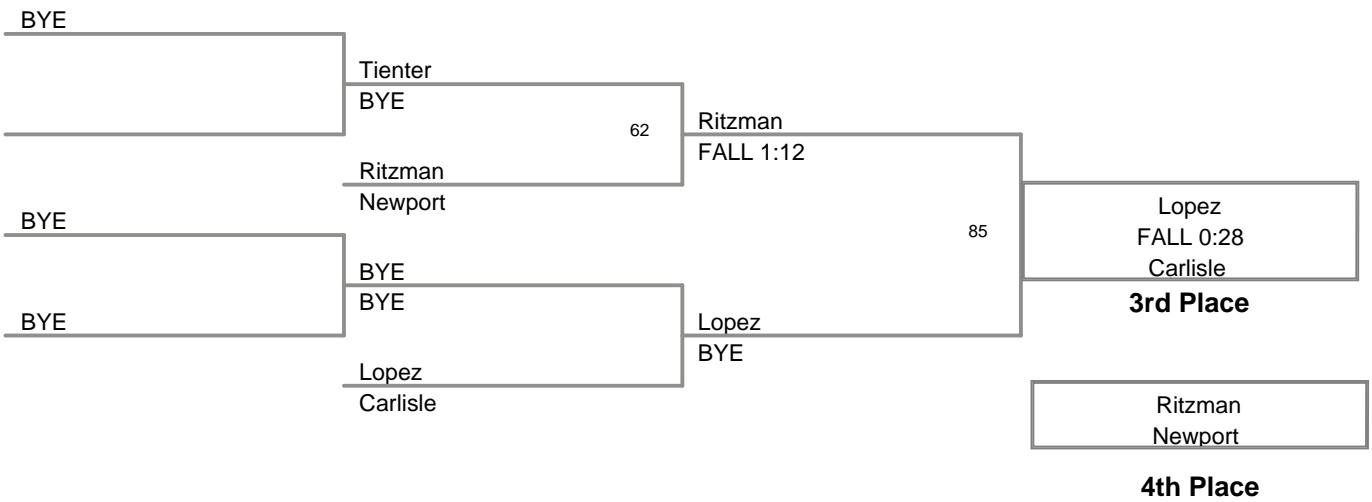 BYE
Tienter
BYE
62
Ritzman
FALL 1:12
Ritzman
Newport
BYE
85
Lopez
FALL 0:28
Carlisle
3rd Place
BYE
BYE
BYE
Lopez
BYE
Lopez
Carlisle
Ritzman
Newport
4th Place